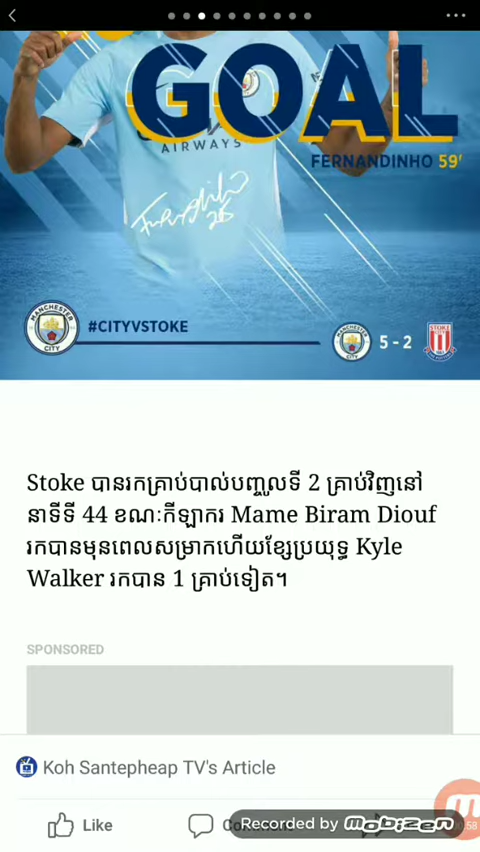 GOAL
AIRWAYS
FERNANDINHO 59'
Fernandinho
25
MANCHESTER
CITY
#CITYVSTOKE
5 - 2
STOKE
CITY
Stoke បានរកគ្រាប់បាល់បញ្ចូលទី 2 គ្រាប់វិញនៅ
នាទីទី 44 ខណៈកីឡាករ Mame Biram Diouf
រកបានមុនពេលសម្រាកហើយខ្សែប្រយុទ្ធ Kyle
Walker រកបាន 1 គ្រាប់ទៀត។
SPONSORED
Koh Santepheap TV's Article
Like
Recorded by mobizen